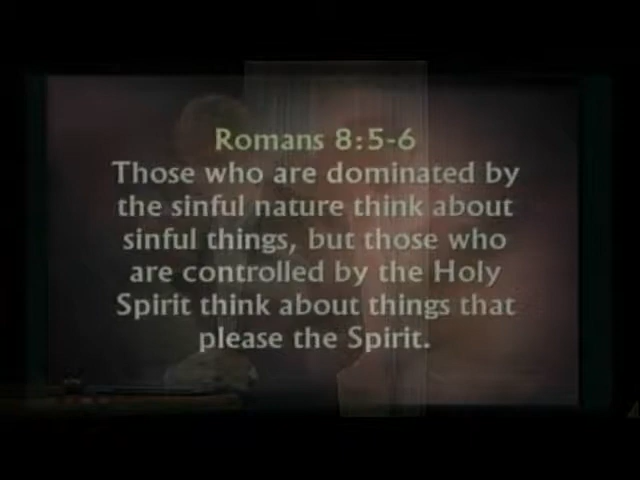 Romans 8:5-6
Those who are dominated by
the sinful nature think about
sinful things, but those who
are controlled by the Holy
Spirit think about things that
please the Spirit.